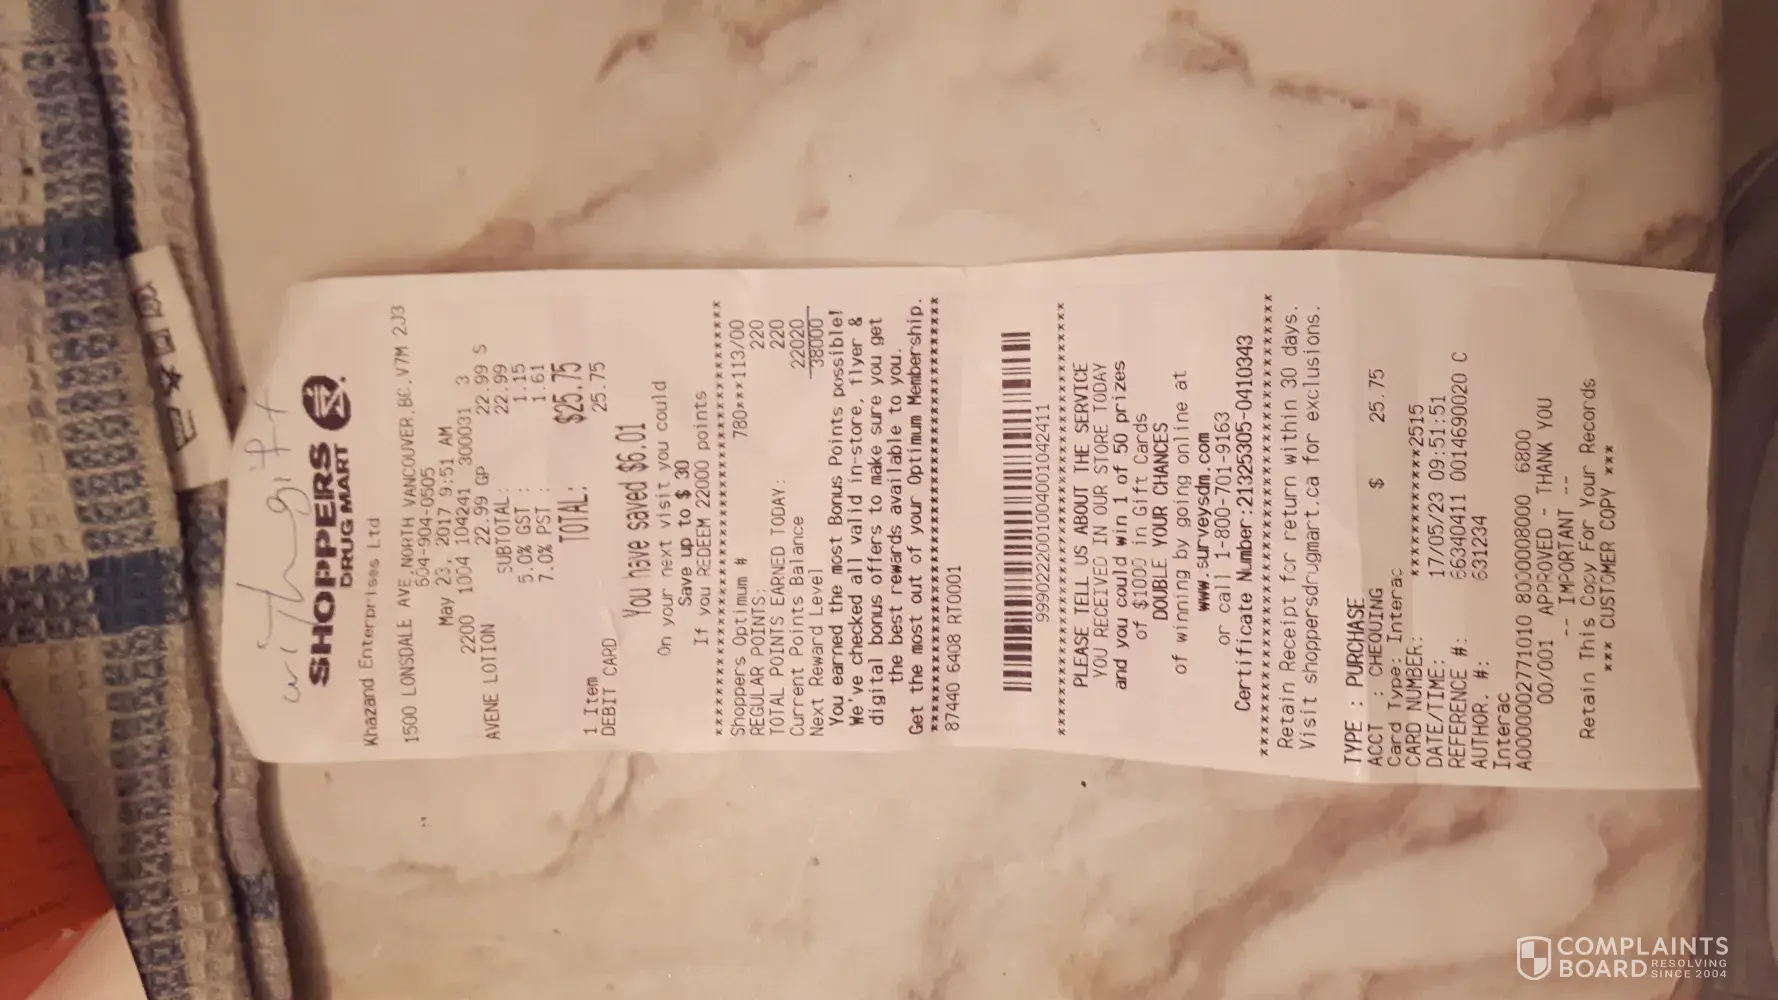 with gift
SHOPPERS
DRUG MART
Khazand Enterprises Ltd
1500 LONSDALE AVE,NORTH VANCOUVER,BC.V7M 2J3
604-904-0505
May 23, 2017 9:51 AM
2200 1004 104241 3000031 3
AVENE LOTION 22.99 GP 22.99 S
SUBTOTAL: 22.99
5.0% GST : 1.15
7.0% PST : 1.61
TOTAL: $25.75
1 Item
DEBIT CARD 25.75
You have saved $6.01
On your next visit you could
Save up to $ 30
If you REDEEM 22000 points
****************************************
Shoppers Optimum # 780***113/00
REGULAR POINTS: 220
TOTAL POINTS EARNED TODAY: 220
Current Points Balance 22020
Next Reward Level 38000
You earned the most Bonus Points possible!
We've checked all valid in-store, flyer &
digital bonus offers to make sure you get
the best rewards available to you.
Get the most out of your Optimum Membership.
****************************************
87440 6408 RT0001
9990222001004001042411
****************************************
PLEASE TELL US ABOUT THE SERVICE
YOU RECEIVED IN OUR STORE TODAY
and you could win 1 of 50 prizes
of $1000 in Gift Cards
DOUBLE YOUR CHANCES
of winning by going online at
www.surveysdm.com
or call 1-800-701-9163
Certificate Number:21325305-0410343
****************************************
Retain Receipt for return within 30 days.
Visit shoppersdrugmart.ca for exclusions.
TYPE : PURCHASE
ACCT : CHEQUING $ 25.75
Card Type: Interac
CARD NUMBER: ************2515
DATE/TIME: 17/05/23 09:51:51
REFERENCE #: 66340411 0014690020 C
AUTHOR. #: 631234
Interac
A0000002771010 8000008000 6800
00/001 APPROVED - THANK YOU
-- IMPORTANT --
Retain This Copy For Your Records
*** CUSTOMER COPY ***
COMPLAINTS
BOARD RESOLVING SINCE 2004